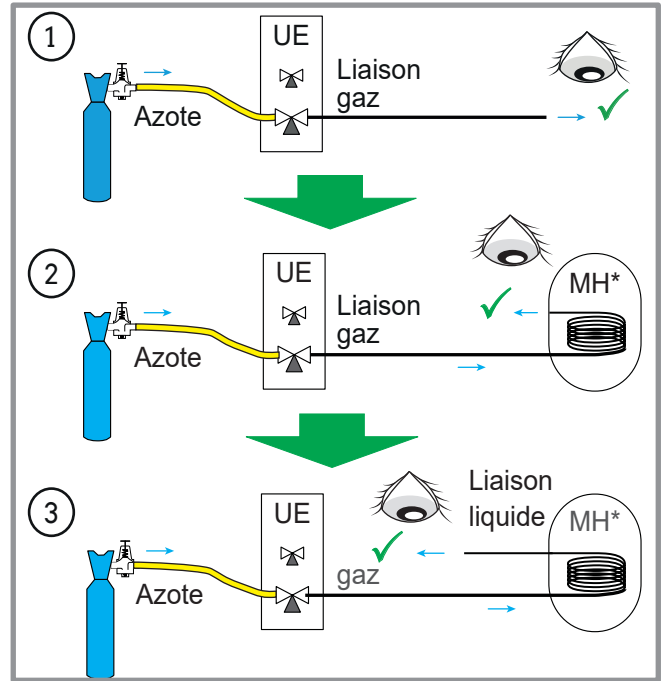 1
UE
Liaison
gaz
Azote
2
UE
Liaison
gaz
MH*
Azote
3
UE
Liaison
liquide
MH*
gaz
Azote